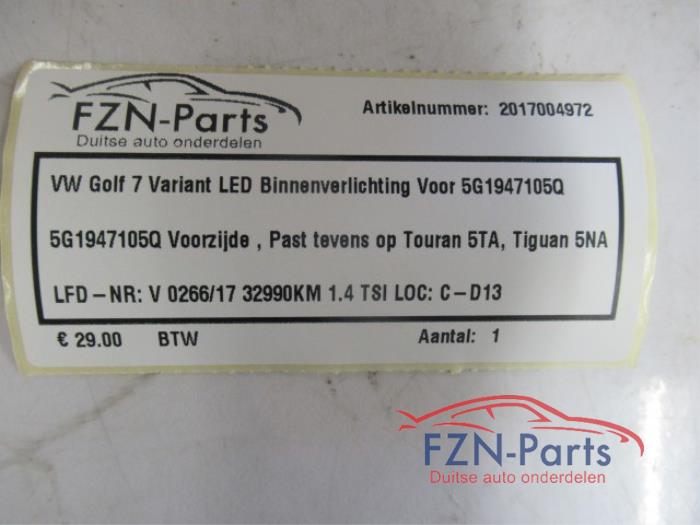 FZN-Parts
Duitse auto onderdelen
Artikelnummer: 2017004972
VW Golf 7 Variant LED Binnenverlichting Voor 5G1947105Q
5G1947105Q Voorzijde , Past tevens op Touran 5TA, Tiguan 5NA
LFD-NR: V 0266/17 32990KM 1.4 TSI LOC: C-D13
€ 29.00 BTW Aantal: 1
FZN-Parts
Duitse auto onderdelen